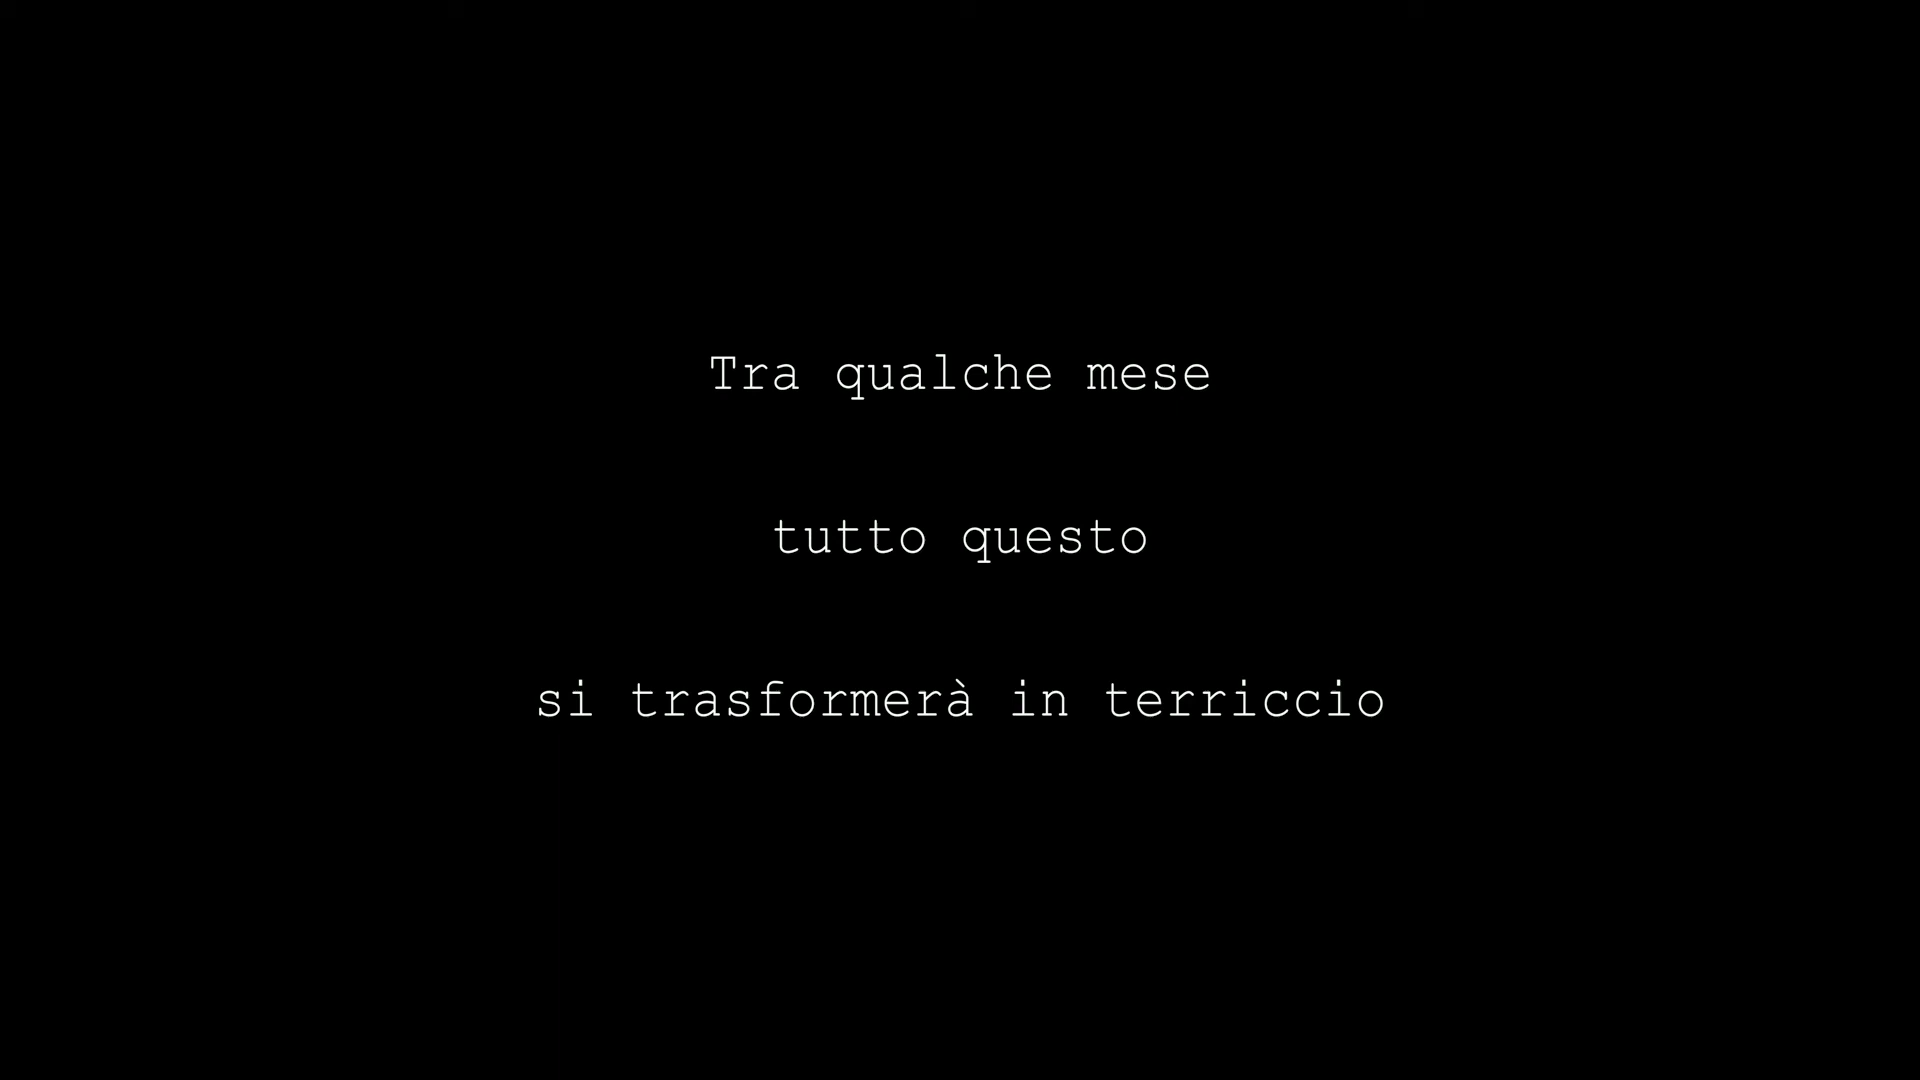 Tra qualche mese
tutto questo
si trasformerà in terriccio